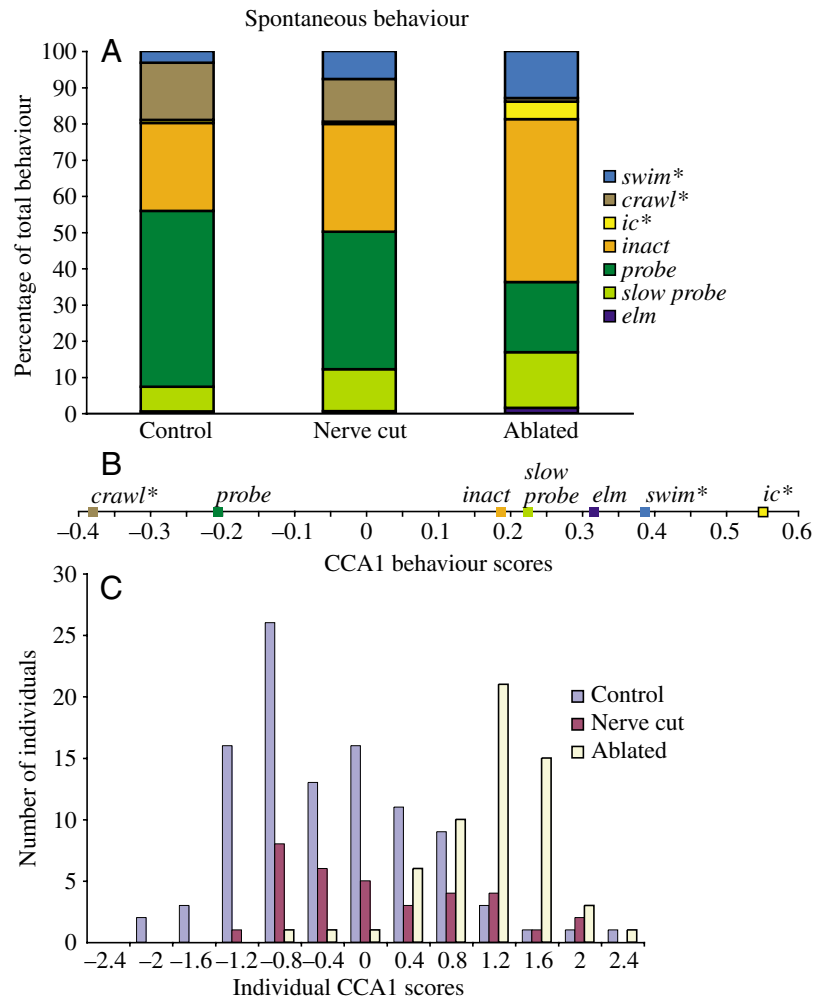 Spontaneous behaviour
A
100
90
80
70
60
50
40
30
20
10
0
Percentage of total behaviour
Control Nerve cut Ablated
swim*
crawl*
ic*
inact
probe
slow probe
elm
B
crawl* probe inact slow probe elm swim* ic*
–0.4 –0.3 –0.2 –0.1 0 0.1 0.2 0.3 0.4 0.5 0.6
CCA1 behaviour scores
C
30
25
20
15
10
5
0
Number of individuals
Control
Nerve cut
Ablated
–2.4 –2 –1.6 –1.2 –0.8 –0.4 0 0.4 0.8 1.2 1.6 2 2.4
Individual CCA1 scores